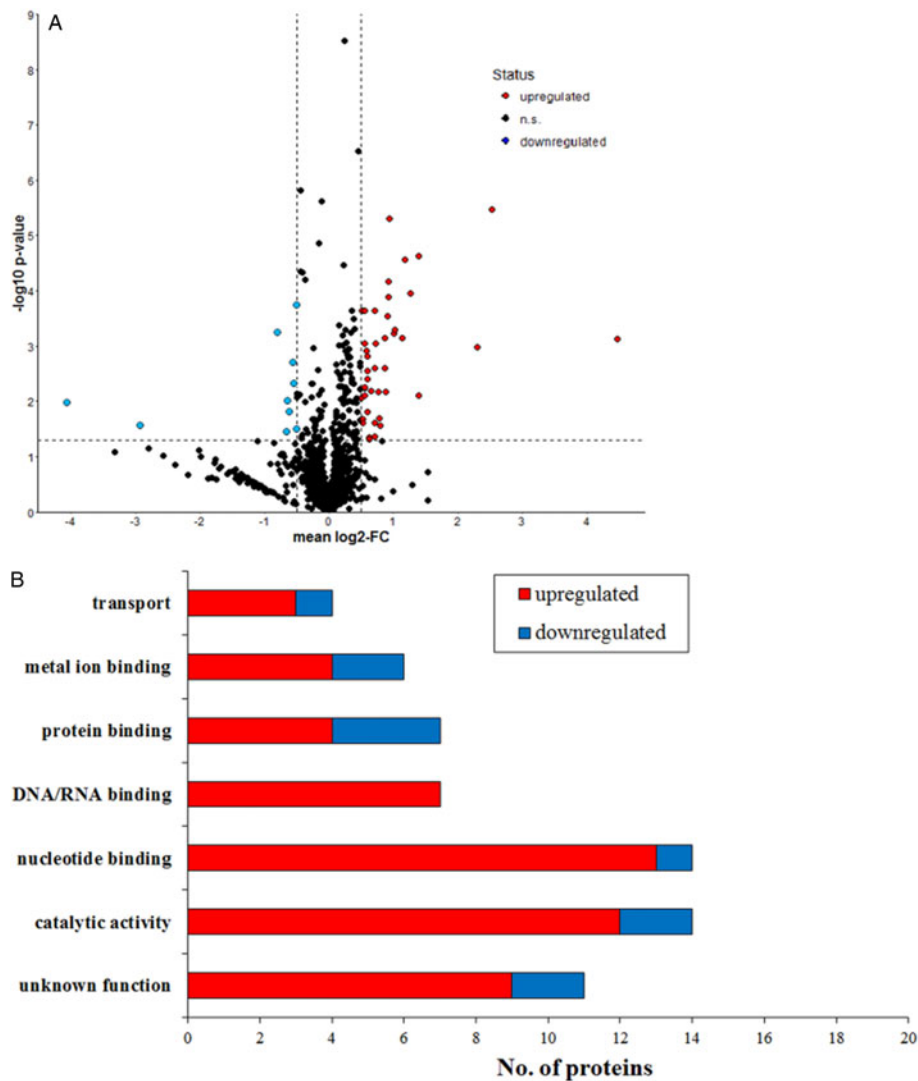 A
9
8
7
6
5
4
3
2
1
0
-log10 p-value
-4
-3
-2
-1
0
1
2
3
4
mean log2-FC
Status
upregulated
n.s.
downregulated
B
transport
metal ion binding
protein binding
DNA/RNA binding
nucleotide binding
catalytic activity
unknown function
upregulated
downregulated
0 2 4 6 8 10 12 14 16 18 20
No. of proteins